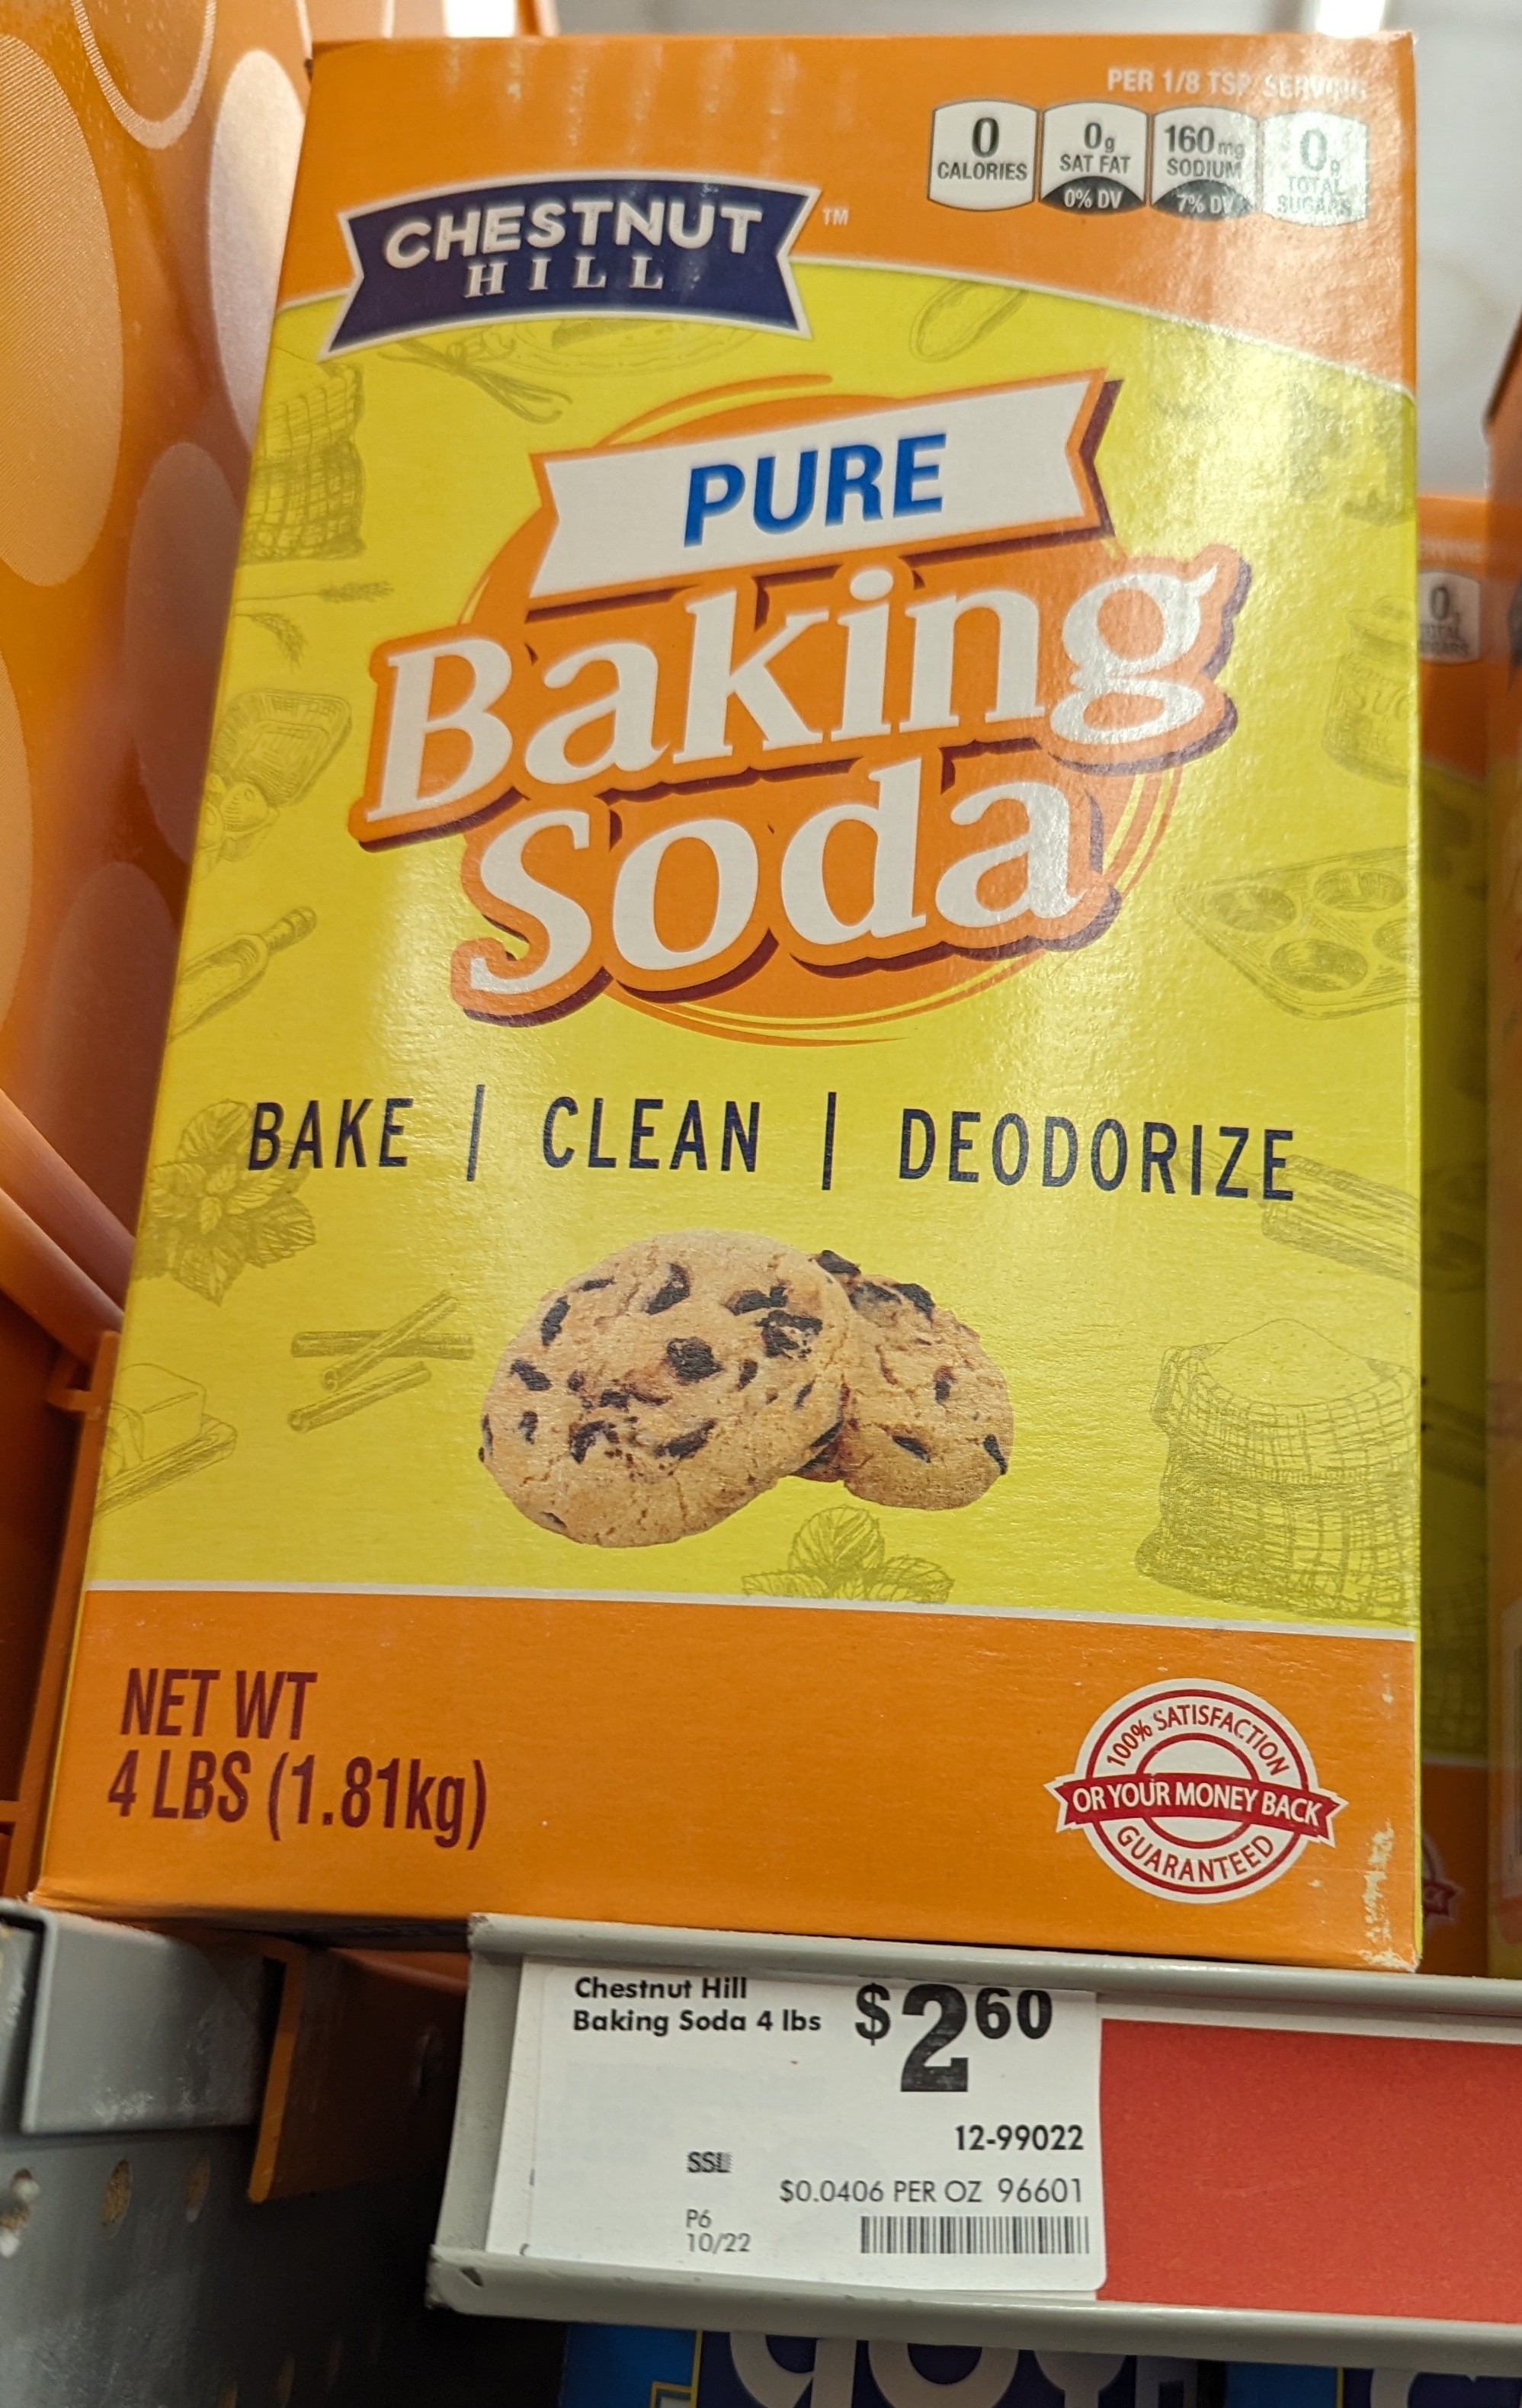 PER 1/8 TSP SERVING
0 CALORIES
0g SAT FAT 0% DV
160mg SODIUM 7% DV
0g TOTAL SUGARS
CHESTNUT ™
HILL
PURE
Baking
Soda
BAKE | CLEAN | DEODORIZE
NET WT
4 LBS (1.81kg)
100% SATISFACTION
OR YOUR MONEY BACK
GUARANTEED
Chestnut Hill
Baking Soda 4 lbs
$2.60
12-99022
SSL
$0.0406 PER OZ 96601
P6
10/22